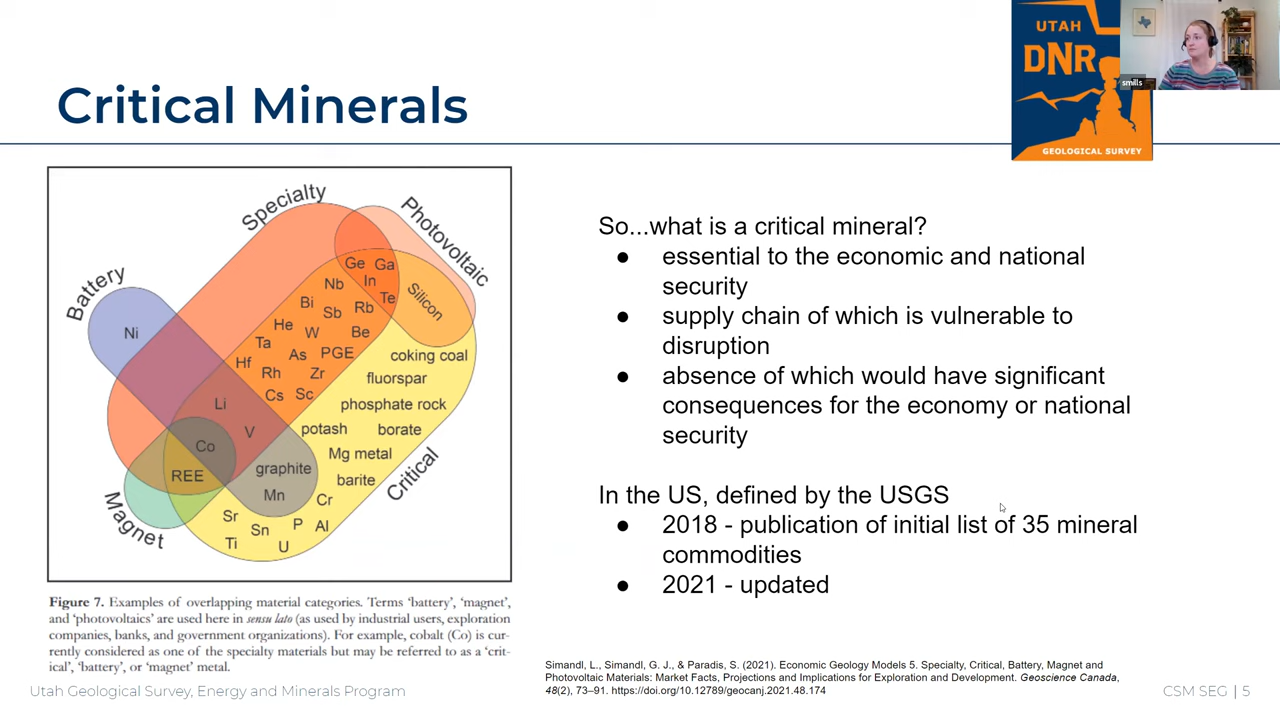 UTAH
DNR
GEOLOGICAL SURVEY
smills
Critical Minerals
Specialty
Photovoltaic
Battery
Ge Ga
Nb In
Te Silicon
Bi Sb Rb
He W Be
Ta
As PGE coking coal
Hf
Rh Zr fluorspar
Cs Sc
Ni
Li phosphate rock
V potash borate
Co Mg metal
REE graphite barite
Mn Cr
Critical
Magnet
Sr Sn P Al
Ti U
Figure 7. Examples of overlapping material categories. Terms ‘battery’, ‘magnet’,
and ‘photovoltaics’ are used here in sensu lato (as used by industrial users, exploration
companies, banks, and government organizations). For example, cobalt (Co) is cur-
rently considered as one of the specialty materials but may be referred to as a ‘crit-
ical’, ‘battery’, or ‘magnet’ metal.
So...what is a critical mineral?
● essential to the economic and national
security
● supply chain of which is vulnerable to
disruption
● absence of which would have significant
consequences for the economy or national
security
In the US, defined by the USGS
● 2018 - publication of initial list of 35 mineral
commodities
● 2021 - updated
Simandl, L., Simandl, G. J., & Paradis, S. (2021). Economic Geology Models 5. Specialty, Critical, Battery, Magnet and
Photovoltaic Materials: Market Facts, Projections and Implications for Exploration and Development. Geoscience Canada,
48(2), 73–91. https://doi.org/10.12789/geocanj.2021.48.174
Utah Geological Survey, Energy and Minerals Program
CSM SEG | 5